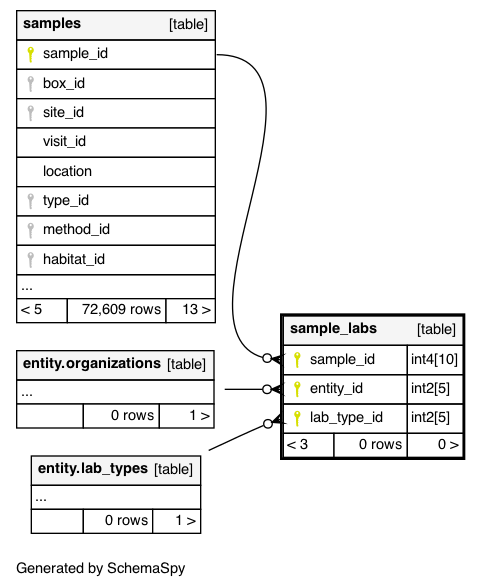 samples [table]
sample_id
box_id
site_id
visit_id
location
type_id
method_id
habitat_id
...
< 5 72,609 rows 13 >
sample_labs [table]
sample_id int4[10]
entity_id int2[5]
lab_type_id int2[5]
< 3 0 rows 0 >
entity.organizations [table]
...
0 rows 1 >
entity.lab_types [table]
...
0 rows 1 >
Generated by SchemaSpy